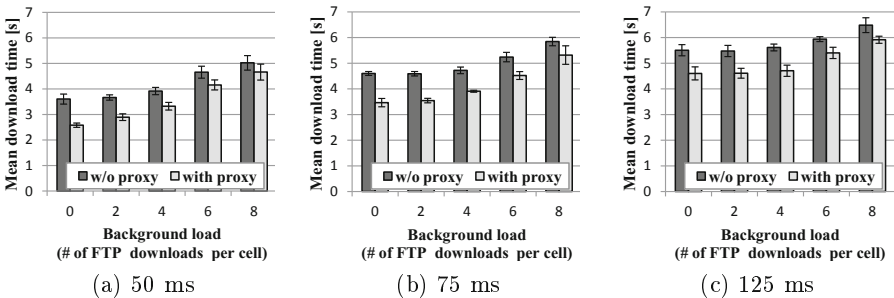 Mean download time [s]
7
6
5
4
3
2
1
0
w/o proxy with proxy
0 2 4 6 8
Background load
(# of FTP downloads per cell)
(a) 50 ms
Mean download time [s]
7
6
5
4
3
2
1
0
w/o proxy with proxy
0 2 4 6 8
Background load
(# of FTP downloads per cell)
(b) 75 ms
Mean download time [s]
7
6
5
4
3
2
1
0
w/o proxy with proxy
0 2 4 6 8
Background load
(# of FTP downloads per cell)
(c) 125 ms